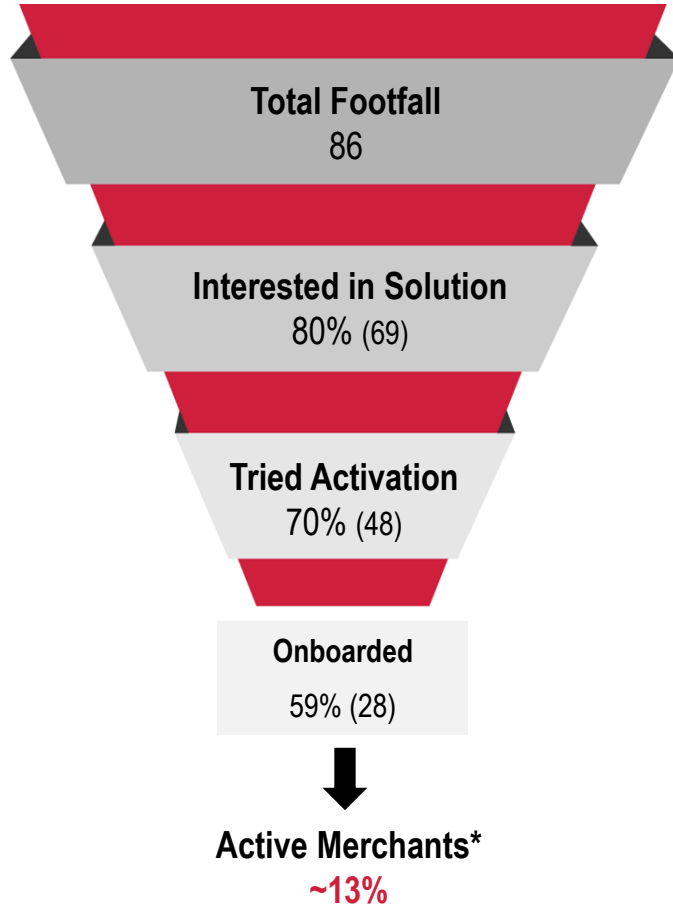 Total Footfall
86
Interested in Solution
80% (69)
Tried Activation
70% (48)
Onboarded
59% (28)
Active Merchants*
~13%